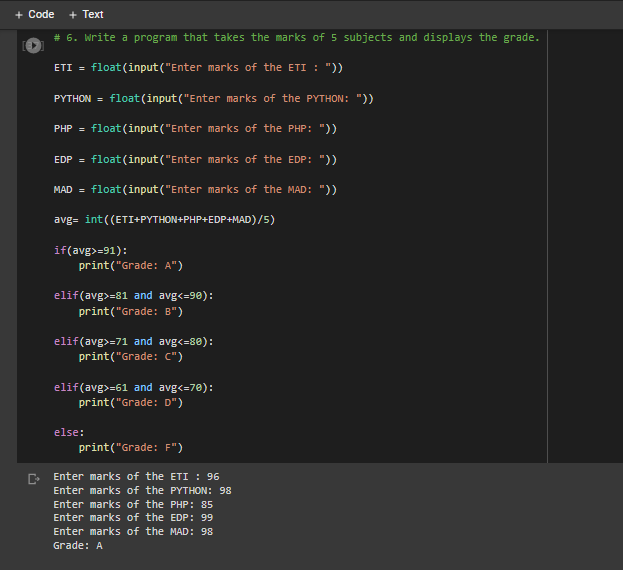 + Code + Text
# 6. Write a program that takes the marks of 5 subjects and displays the grade.
ETI = float(input("Enter marks of the ETI : "))
PYTHON = float(input("Enter marks of the PYTHON: "))
PHP = float(input("Enter marks of the PHP: "))
EDP = float(input("Enter marks of the EDP: "))
MAD = float(input("Enter marks of the MAD: "))
avg= int((ETI+PYTHON+PHP+EDP+MAD)/5)
if(avg>=91):
    print("Grade: A")
elif(avg>=81 and avg<=90):
    print("Grade: B")
elif(avg>=71 and avg<=80):
    print("Grade: C")
elif(avg>=61 and avg<=70):
    print("Grade: D")
else:
    print("Grade: F")
Enter marks of the ETI : 96
Enter marks of the PYTHON: 98
Enter marks of the PHP: 85
Enter marks of the EDP: 99
Enter marks of the MAD: 98
Grade: A